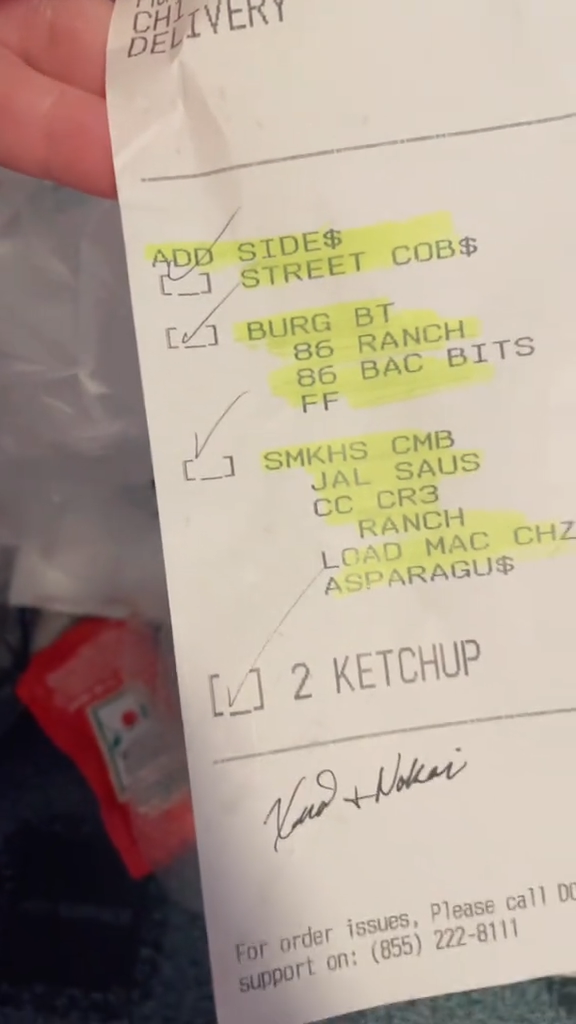 CHI
DELIVERY
ADD SIDE$
[_] STREET COB$
[_] BURG BT
86 RANCH
86 BAC BITS
FF
[_] SMKHS CMB
JAL SAUS
CC CR3
RANCH
LOAD MAC CHZ
ASPARAGU$
[_] 2 KETCHUP
For order issues, Please call DO
support on: (855) 222-8111